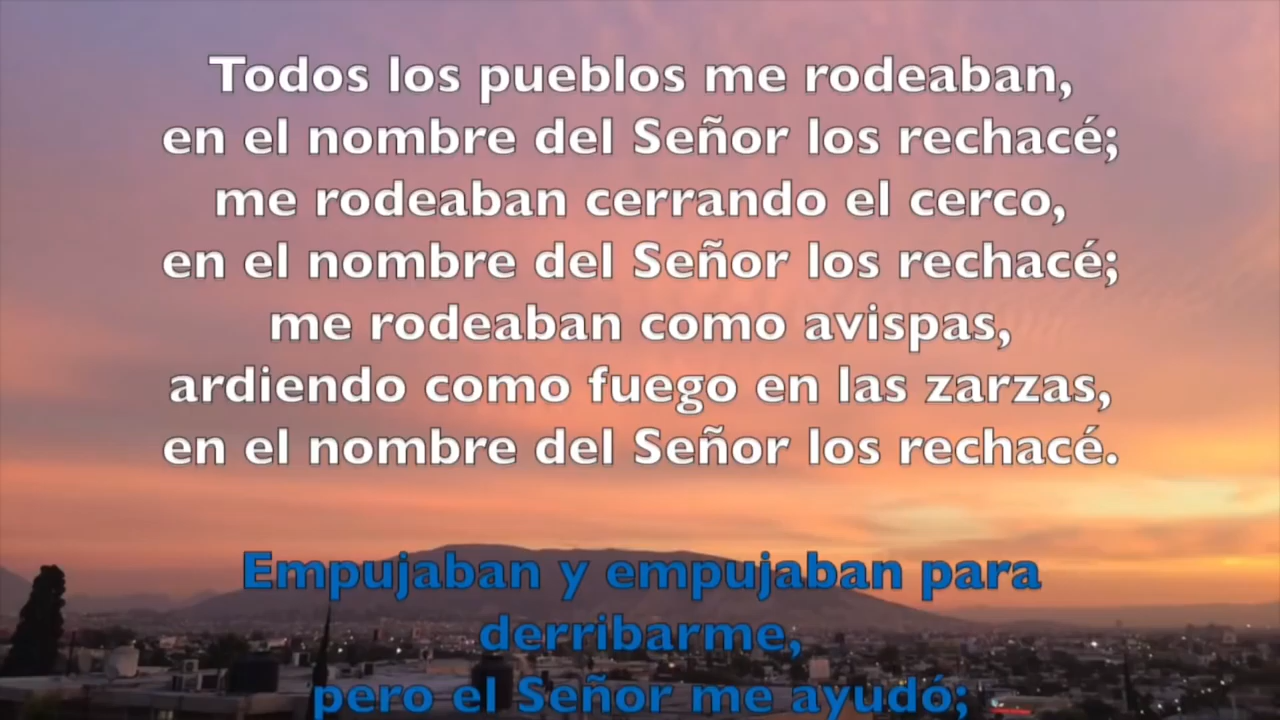 Todos los pueblos me rodeaban,
en el nombre del Señor los rechacé;
me rodeaban cerrando el cerco,
en el nombre del Señor los rechacé;
me rodeaban como avispas,
ardiendo como fuego en las zarzas,
en el nombre del Señor los rechacé.
Empujaban y empujaban para
derribarme,
pero el Señor me ayudó;